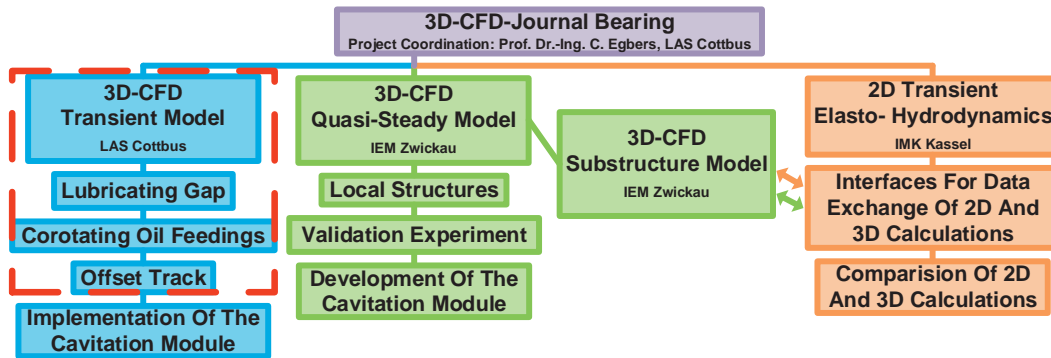 3D-CFD-Journal Bearing
Project Coordination: Prof. Dr.-Ing. C. Egbers, LAS Cottbus
3D-CFD
Transient Model
LAS Cottbus
Lubricating Gap
Corotating Oil Feedings
Offset Track
Implementation Of The
Cavitation Module
3D-CFD
Quasi-Steady Model
IEM Zwickau
Local Structures
Validation Experiment
Development Of The
Cavitation Module
3D-CFD
Substructure Model
IEM Zwickau
2D Transient
Elasto- Hydrodynamics
IMK Kassel
Interfaces For Data
Exchange Of 2D And
3D Calculations
Comparision Of 2D
And 3D Calculations